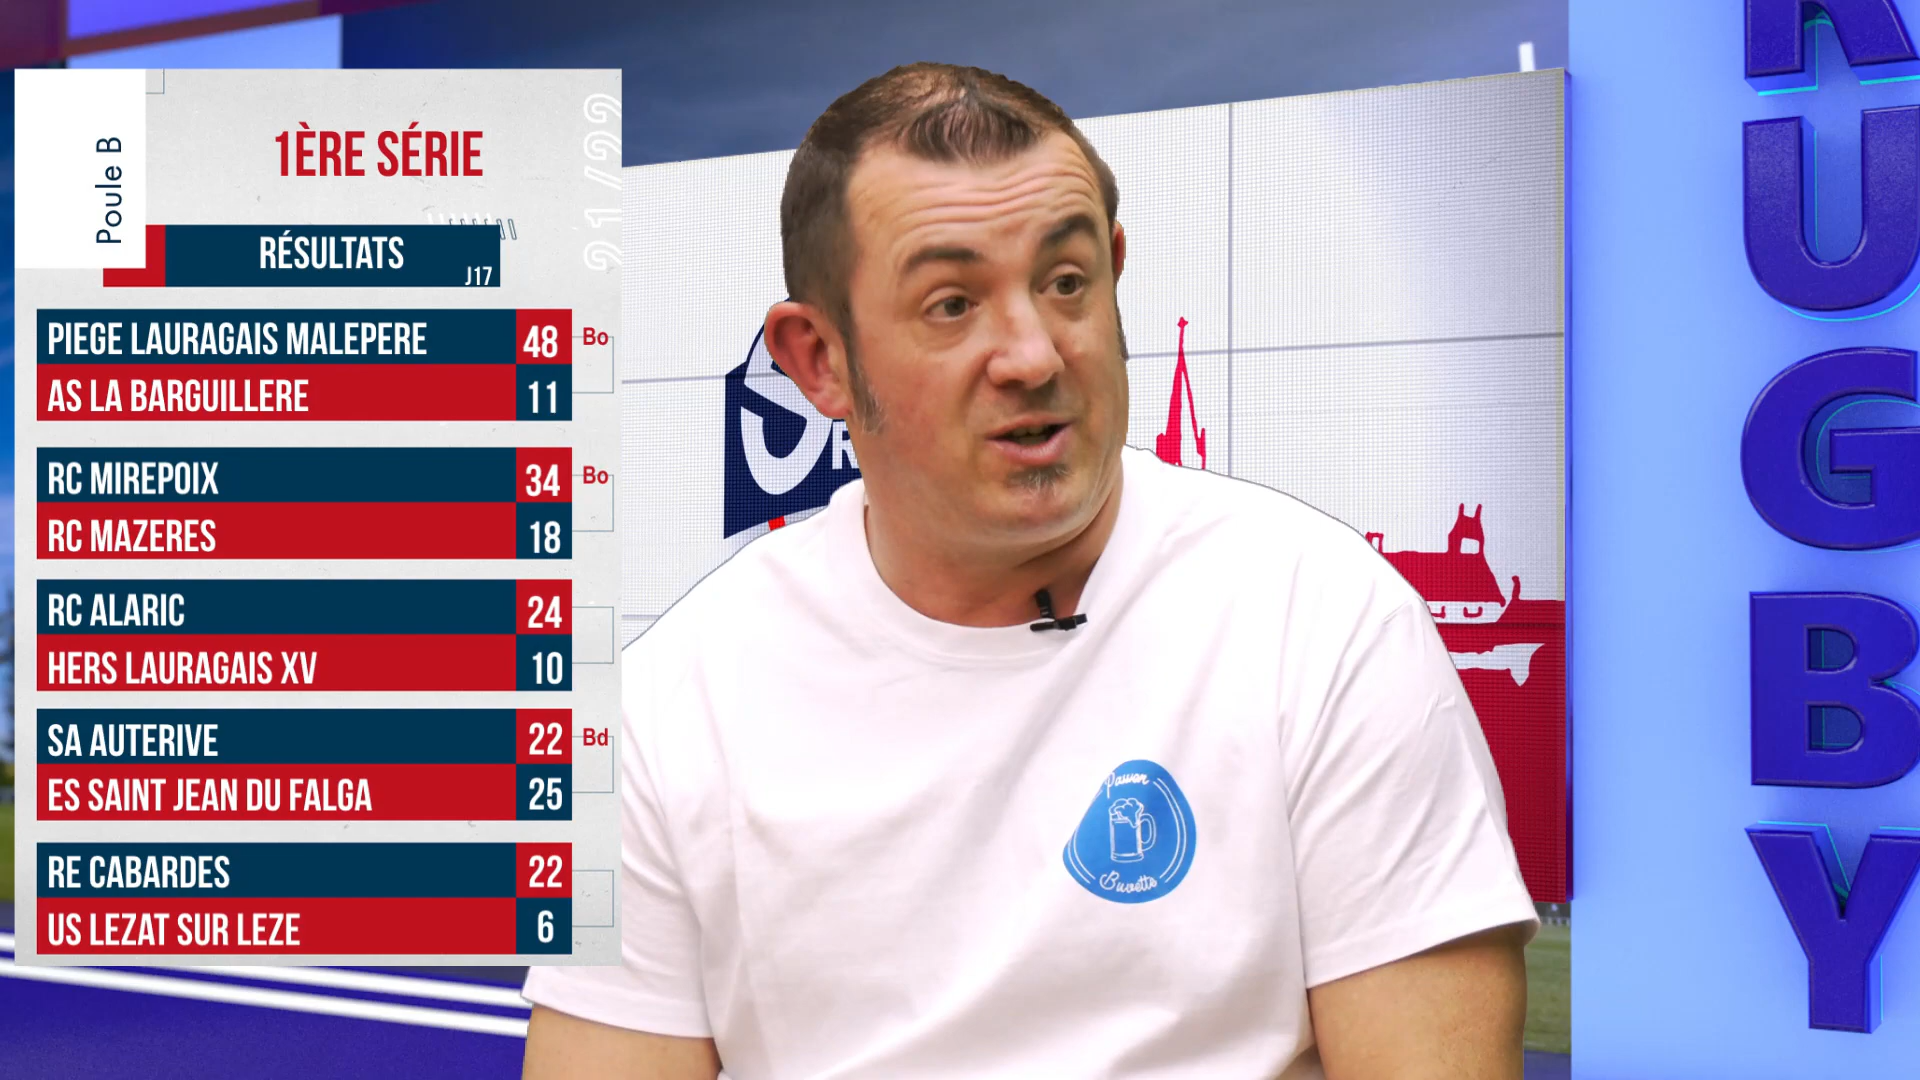 Poule B
1ÈRE SÉRIE
21/22
RÉSULTATS
J17
PIEGE LAURAGAIS MALEPERE 48 Bo
AS LA BARGUILLERE 11
RC MIREPOIX 34 Bo
RC MAZERES 18
RC ALARIC 24
HERS LAURAGAIS XV 10
SA AUTERIVE 22 Bd
ES SAINT JEAN DU FALGA 25
RE CABARDES 22
US LEZAT SUR LEZE 6
Pawer
Buvette
RUGBY